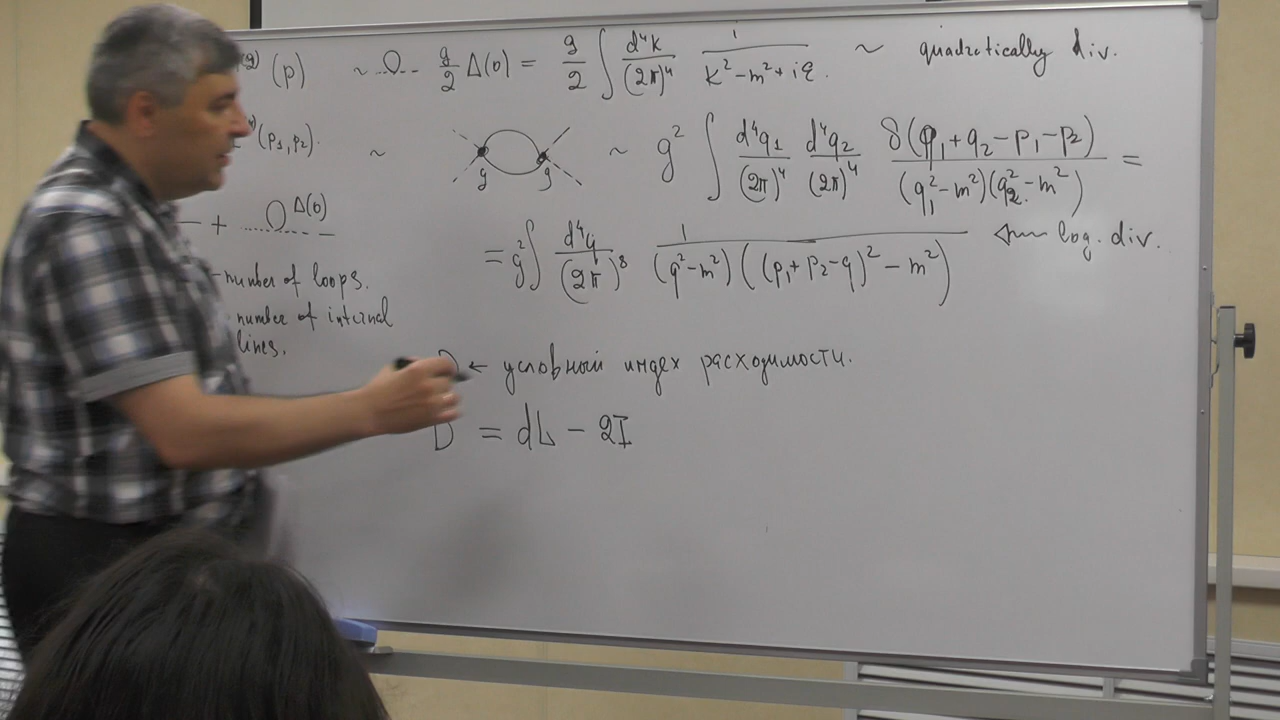 (g) (p) ~ g/2 Δ(0) = g/2 ∫ d⁴k/(2π)⁴ 1/(k² − m² + iε) ~ quadratically div.
(p₁, p₂). ~ g g ~ g² ∫ d⁴q₁/(2π)⁴ d⁴q₂/(2π)⁴ δ(q₁ + q₂ − p₁ − p₂)/((q₁² − m²)(q₂² − m²)) =
+ Δ(0)
= g² ∫ d⁴q/(2π)⁸ 1/((q² − m²)((p₁ + p₂ − q)² − m²)) ⟵ log. div.
number of loops.
number of internal
lines.
D ← условный индех расходимости.
D = dL − 2I